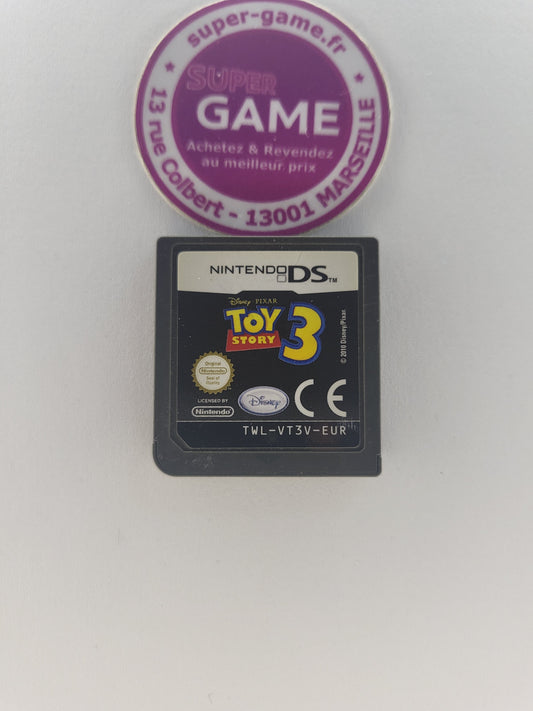 super-game.fr
SUPER
GAME
Achetez & Revendez
au meilleur prix
★ 13 rue Colbert - 13001 MARSEILLE ★
NINTENDO DS™
Disney PIXAR
TOY
STORY
3
© 2010 Disney/Pixar.
Original
Nintendo
Seal of
Quality
LICENSED BY
Nintendo
Disney
CE
TWL-VT3V-EUR